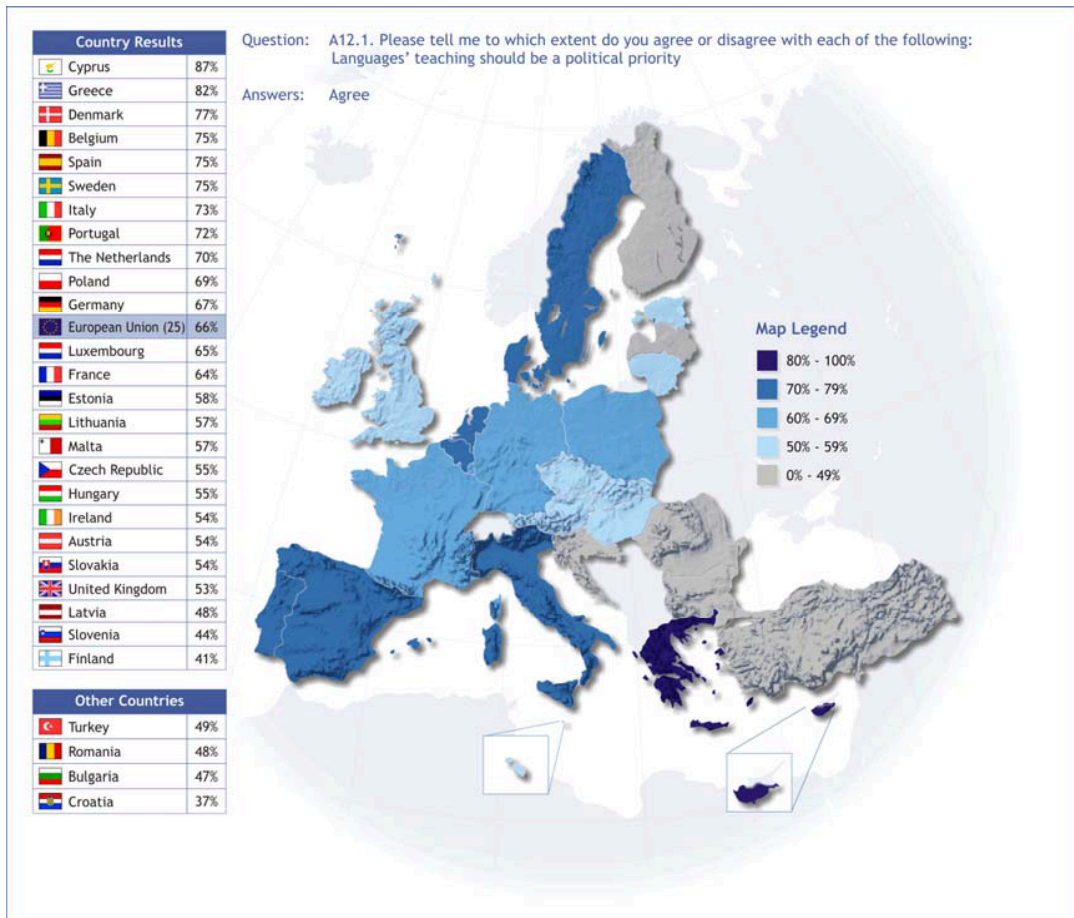 Country Results
Cyprus 87%
Greece 82%
Denmark 77%
Belgium 75%
Spain 75%
Sweden 75%
Italy 73%
Portugal 72%
The Netherlands 70%
Poland 69%
Germany 67%
European Union (25) 66%
Luxembourg 65%
France 64%
Estonia 58%
Lithuania 57%
Malta 57%
Czech Republic 55%
Hungary 55%
Ireland 54%
Austria 54%
Slovakia 54%
United Kingdom 53%
Latvia 48%
Slovenia 44%
Finland 41%
Other Countries
Turkey 49%
Romania 48%
Bulgaria 47%
Croatia 37%
Question: A12.1. Please tell me to which extent do you agree or disagree with each of the following:
Languages’ teaching should be a political priority
Answers: Agree
Map Legend
80% - 100%
70% - 79%
60% - 69%
50% - 59%
0% - 49%